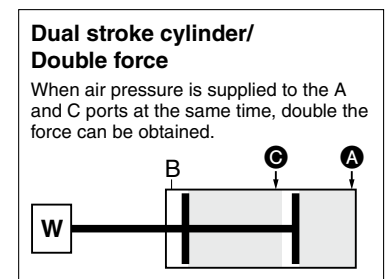 Dual stroke cylinder/
Double force
When air pressure is supplied to the A
and C ports at the same time, double the
force can be obtained.
B C A
W